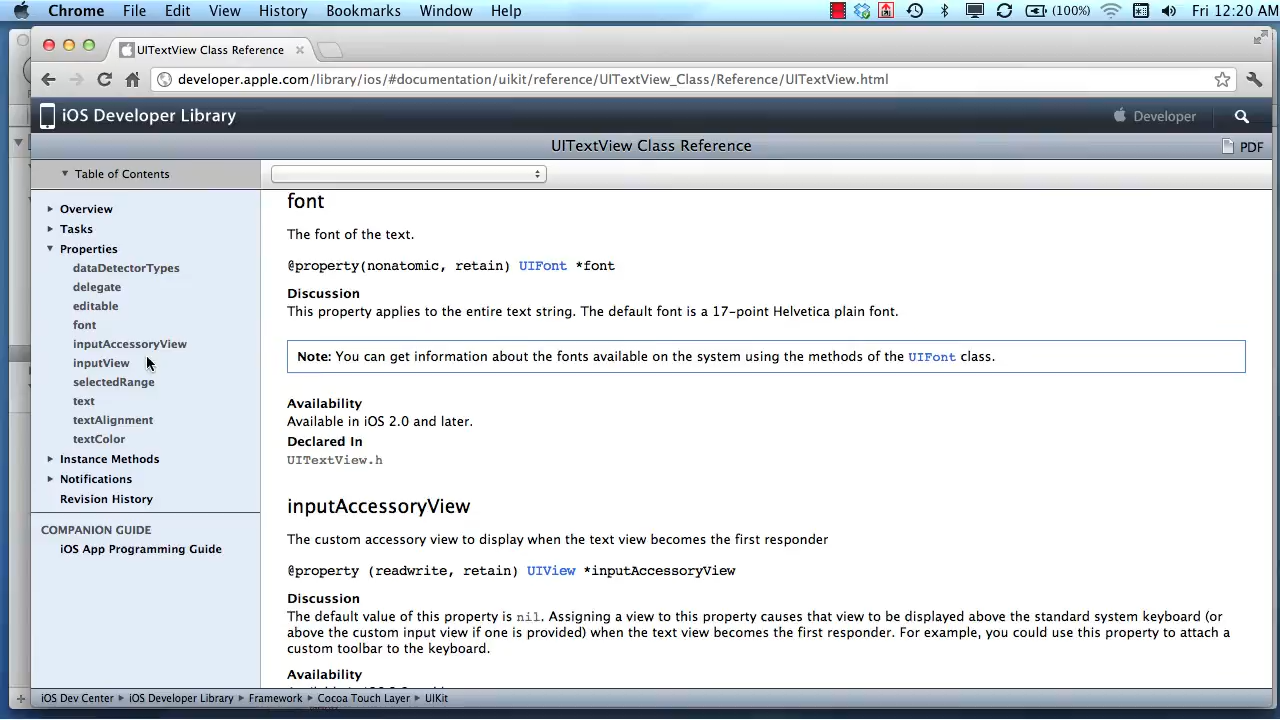 Chrome File Edit View History Bookmarks Window Help (100%) Fri 12:20 AM
UITextView Class Reference
developer.apple.com/library/ios/#documentation/uikit/reference/UITextView_Class/Reference/UITextView.html
iOS Developer Library Developer
UITextView Class Reference PDF
Table of Contents
Overview
Tasks
Properties
dataDetectorTypes
delegate
editable
font
inputAccessoryView
inputView
selectedRange
text
textAlignment
textColor
Instance Methods
Notifications
Revision History
COMPANION GUIDE
iOS App Programming Guide
font
The font of the text.
@property(nonatomic, retain) UIFont *font
Discussion
This property applies to the entire text string. The default font is a 17-point Helvetica plain font.
Note: You can get information about the fonts available on the system using the methods of the UIFont class.
Availability
Available in iOS 2.0 and later.
Declared In
UITextView.h
inputAccessoryView
The custom accessory view to display when the text view becomes the first responder
@property (readwrite, retain) UIView *inputAccessoryView
Discussion
The default value of this property is nil. Assigning a view to this property causes that view to be displayed above the standard system keyboard (or
above the custom input view if one is provided) when the text view becomes the first responder. For example, you could use this property to attach a
custom toolbar to the keyboard.
Availability
iOS Dev Center iOS Developer Library Framework Cocoa Touch Layer UIKit